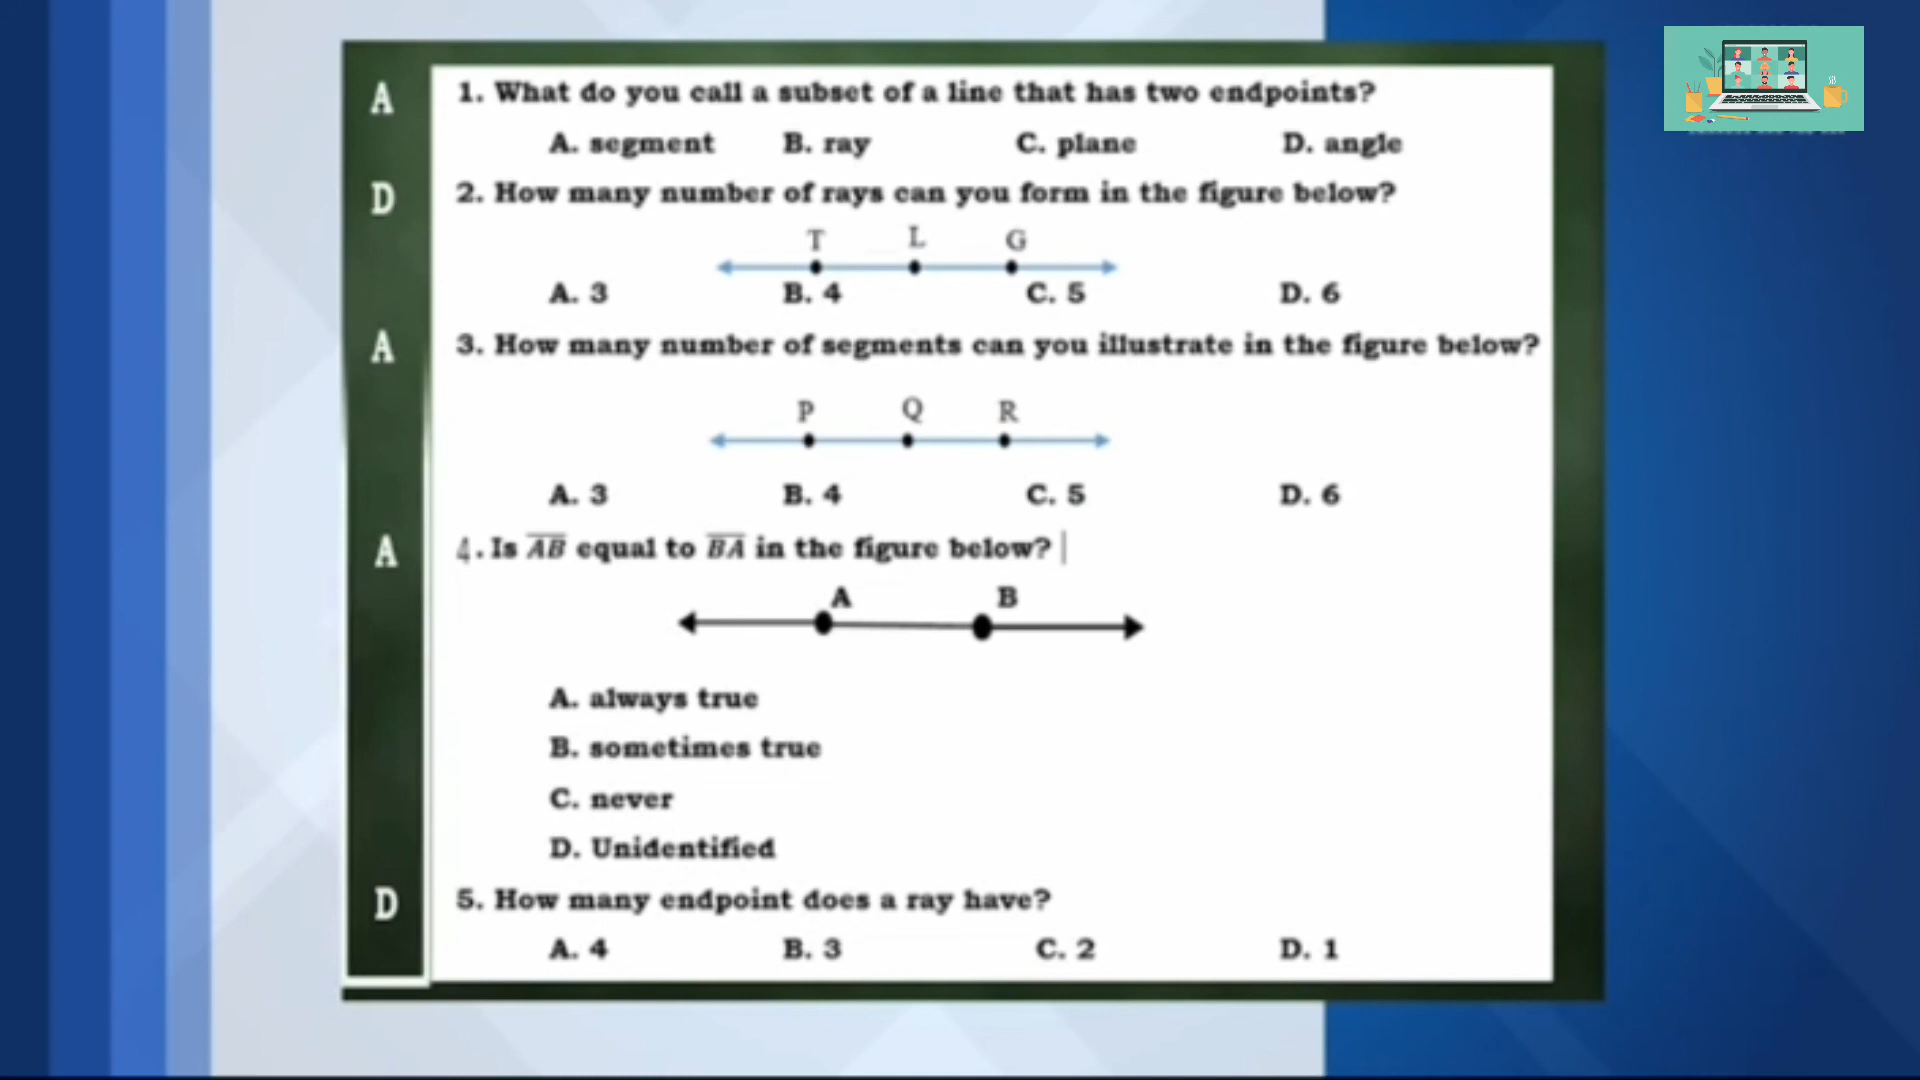 A 1. What do you call a subset of a line that has two endpoints?
A. segment B. ray C. plane D. angle
D 2. How many number of rays can you form in the figure below?
T L G
A. 3 B. 4 C. 5 D. 6
A 3. How many number of segments can you illustrate in the figure below?
P Q R
A. 3 B. 4 C. 5 D. 6
A 4. Is A̅B̅ equal to B̅A̅ in the figure below?
A B
A. always true
B. sometimes true
C. never
D. Unidentified
D 5. How many endpoint does a ray have?
A. 4 B. 3 C. 2 D. 1